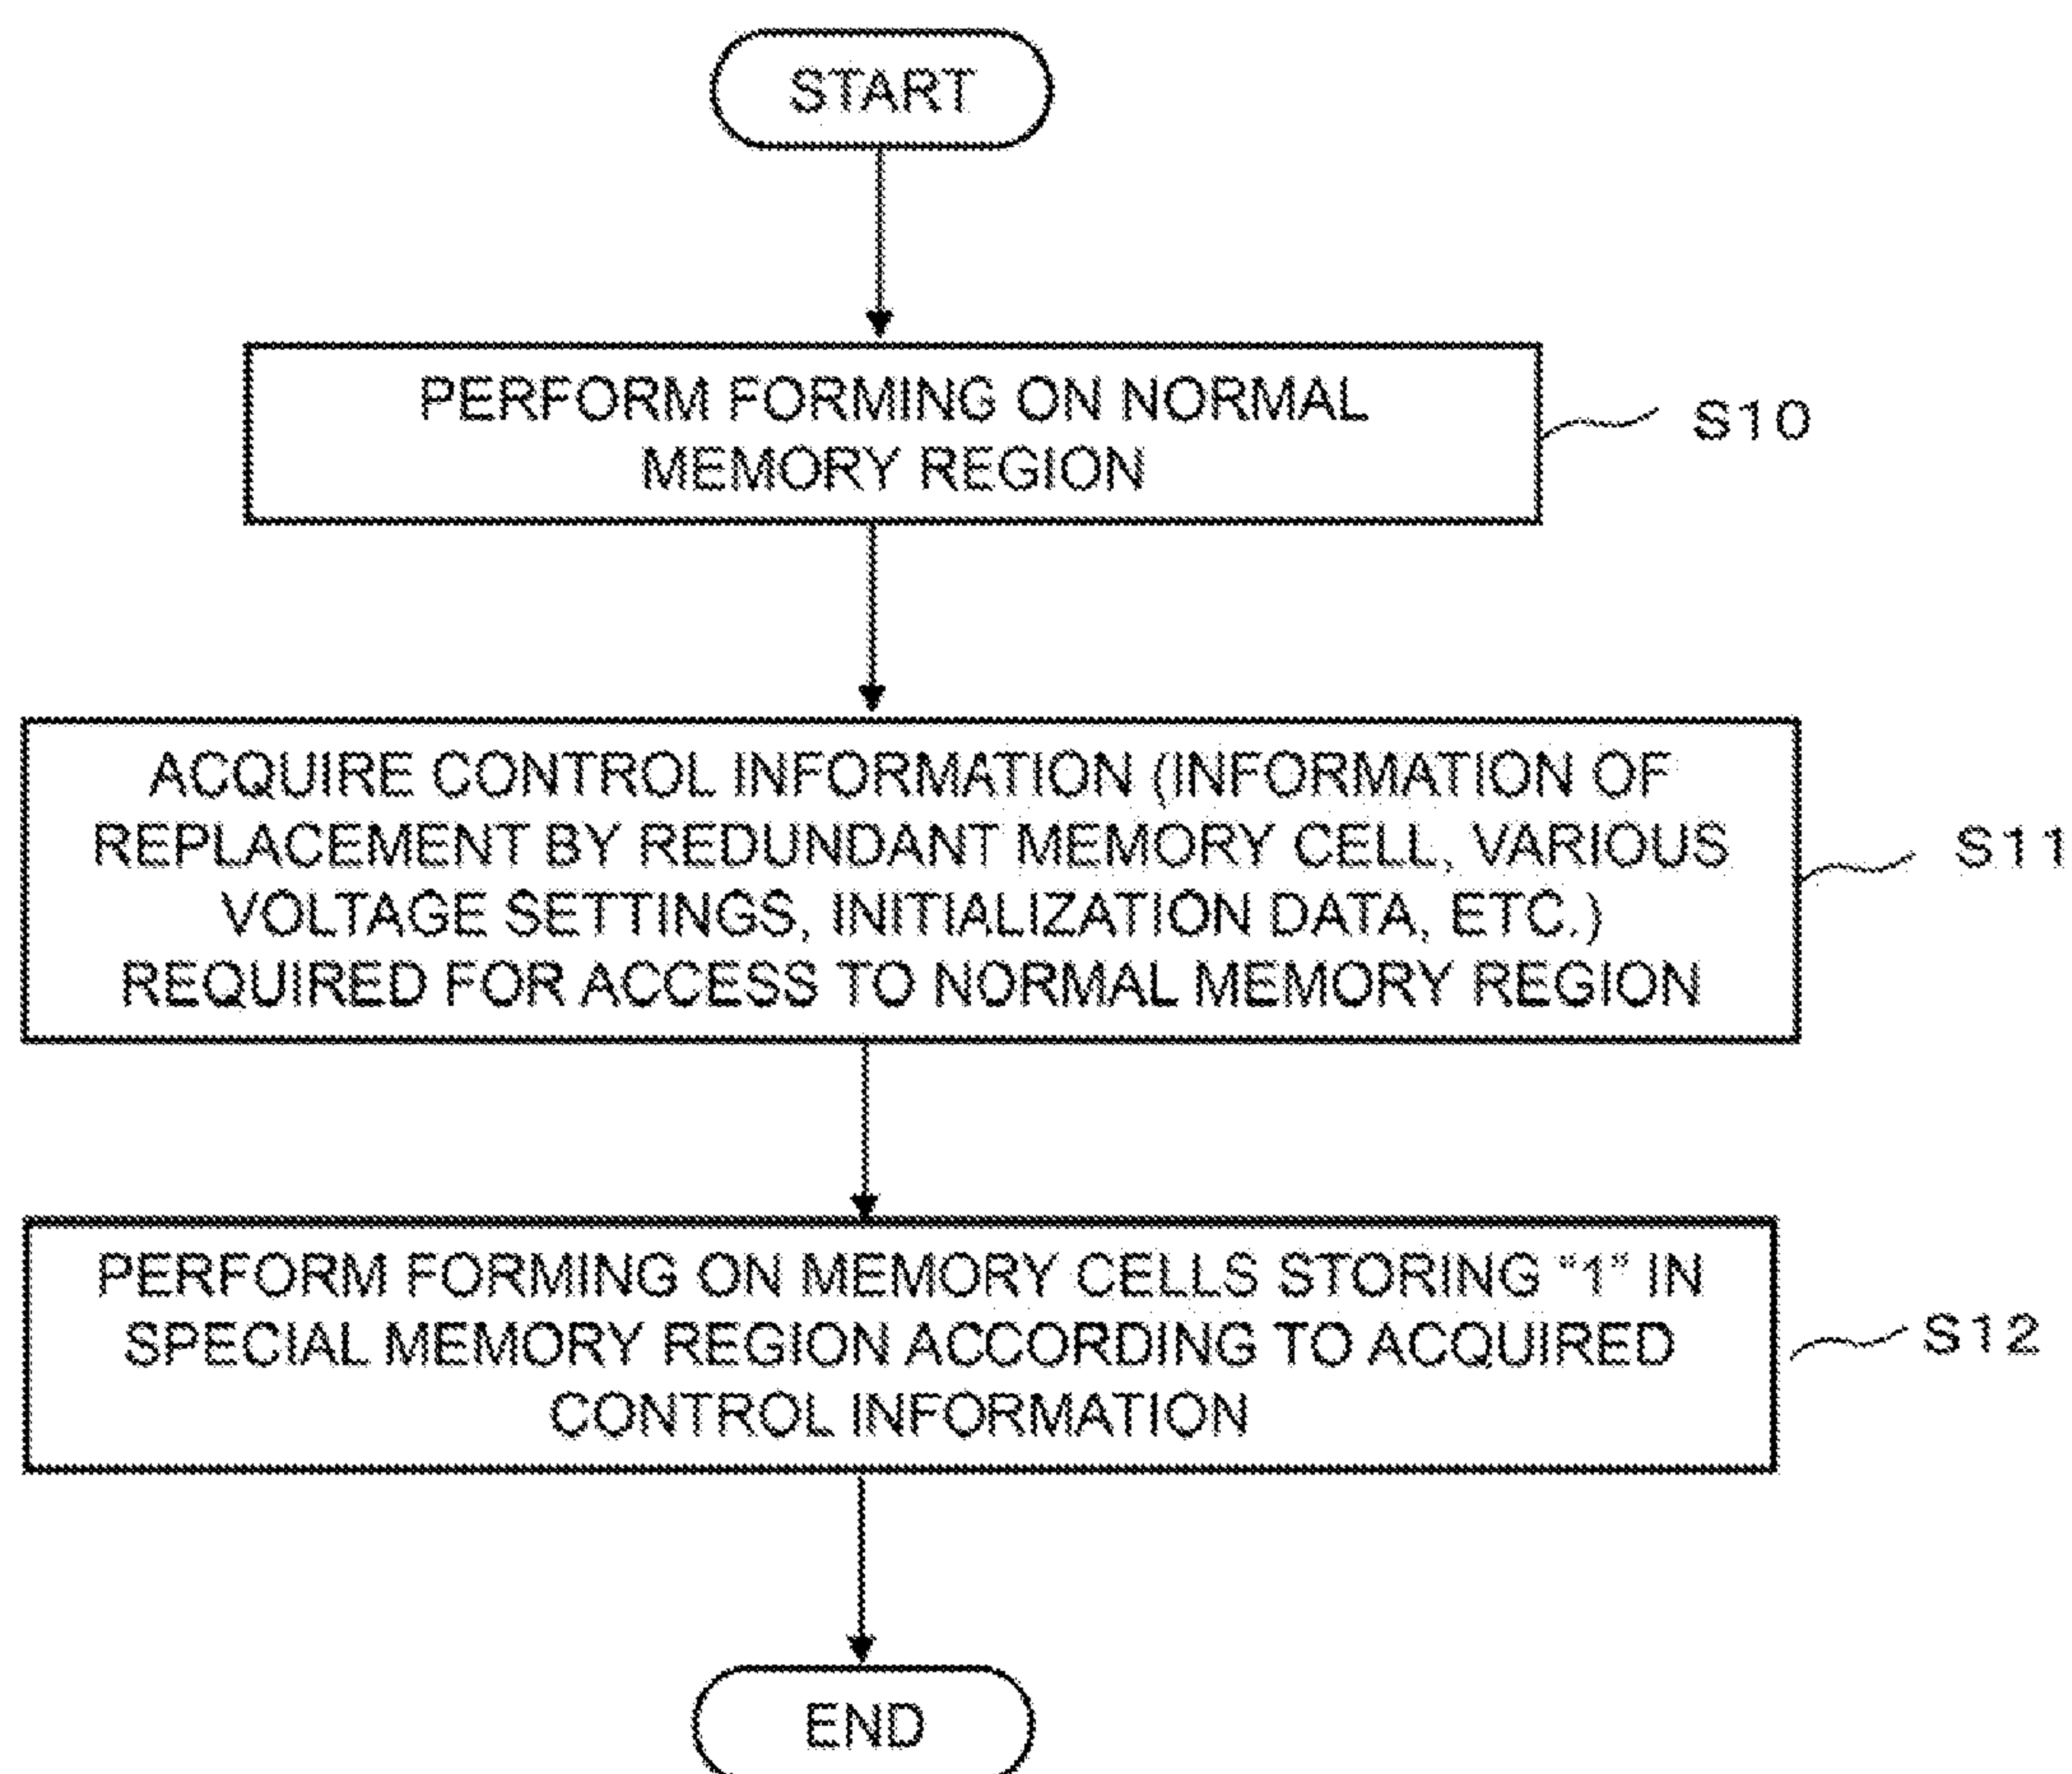 START
PERFORM FORMING ON NORMAL
MEMORY REGION
S10
ACQUIRE CONTROL INFORMATION (INFORMATION OF
REPLACEMENT BY REDUNDANT MEMORY CELL, VARIOUS
VOLTAGE SETTINGS, INITIALIZATION DATA, ETC.)
REQUIRED FOR ACCESS TO NORMAL MEMORY REGION
S11
PERFORM FORMING ON MEMORY CELLS STORING “1” IN
SPECIAL MEMORY REGION ACCORDING TO ACQUIRED
CONTROL INFORMATION
S12
END